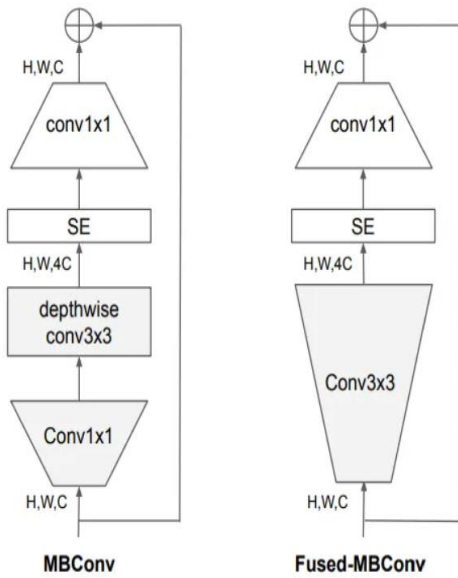 H,W,C
conv1x1
SE
H,W,4C
depthwise
conv3x3
Conv1x1
H,W,C
MBConv
H,W,C
conv1x1
SE
H,W,4C
Conv3x3
H,W,C
Fused-MBConv